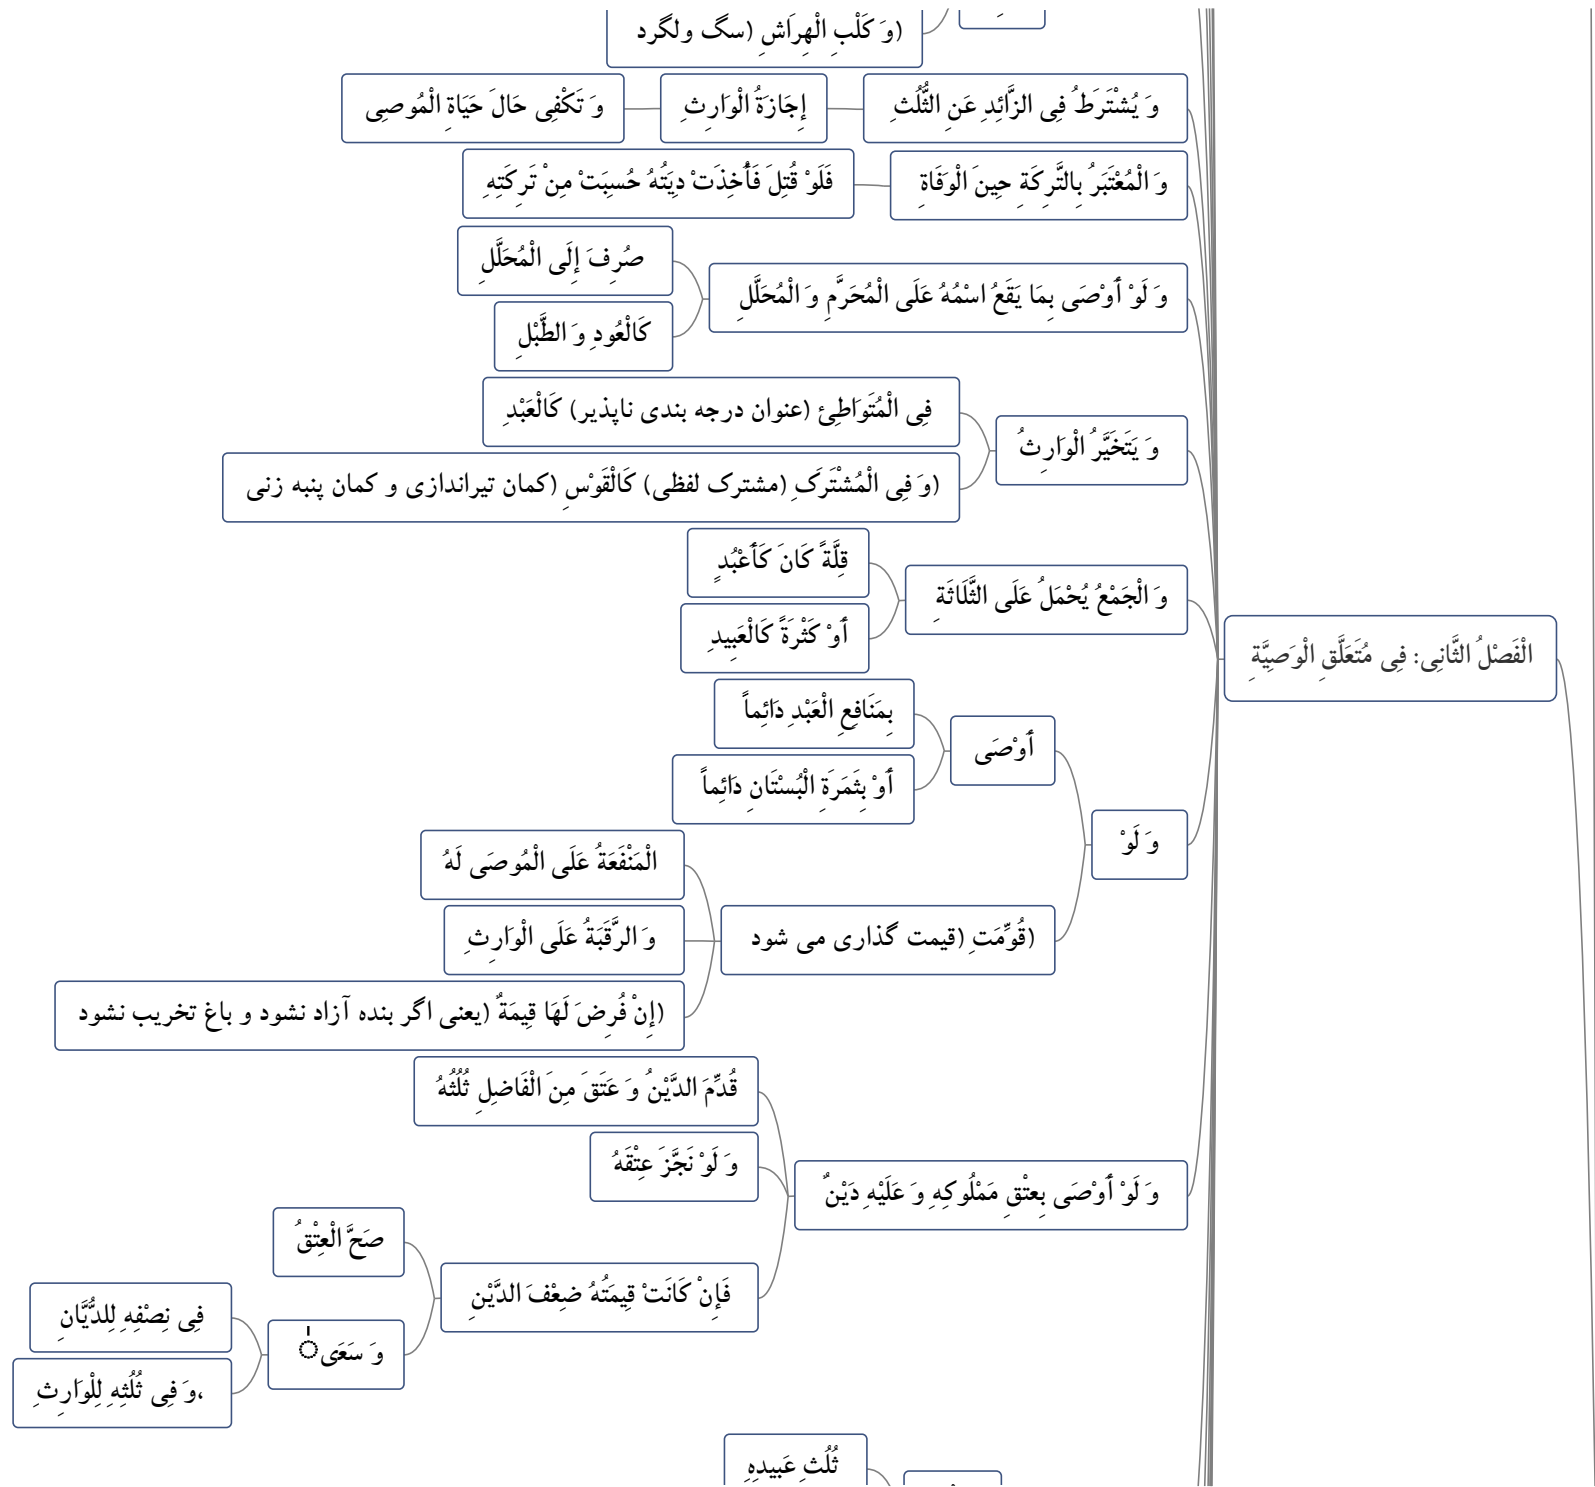 (وَ كَلْبِ الْهِرَاشِ (سگ ولگرد
وَ يُشْتَرَطُ فِي الزَّائِدِ عَنِ الثُّلُثِ
إِجَازَةُ الْوَارِثِ
وَ تَكْفِي حَالَ حَيَاةِ الْمُوصِي
وَ الْمُعْتَبَرُ بِالتَّرِكَةِ حِينَ الْوَفَاةِ
فَلَوْ قُتِلَ فَأُخِذَتْ دِيَتُهُ حُسِبَتْ مِنْ تَرِكَتِهِ
وَ لَوْ أَوْصَى بِمَا يَقَعُ اسْمُهُ عَلَى الْمُحَرَّمِ وَ الْمُحَلَّلِ
صُرِفَ إِلَى الْمُحَلَّلِ
كَالْعُودِ وَ الطَّبْلِ
وَ يَتَخَيَّرُ الْوَارِثُ
فِي الْمُتَوَاطِئ (عنوان درجه بندی ناپذیر) كَالْعَبْدِ
(وَ فِي الْمُشْتَرَکِ (مشترک لفظی) كَالْقَوْسِ (کمان تیراندازی و کمان پنبه زنی
وَ الْجَمْعُ يُحْمَلُ عَلَى الثَّلَاثَةِ
قِلَّةً كَانَ كَأَعْبُدٍ
أَوْ كَثْرَةً كَالْعَبِيدِ
الْفَصْلُ الثَّانِي: فِي مُتَعَلَّقِ الْوَصِيَّةِ
وَ لَوْ
أَوْصَى
بِمَنَافِعِ الْعَبْدِ دَائِماً
أَوْ بِثَمَرَةِ الْبُسْتَانِ دَائِماً
(قُوِّمَتِ (قیمت گذاری می شود
الْمَنْفَعَةُ عَلَى الْمُوصَى لَهُ
وَ الرَّقَبَةُ عَلَى الْوَارِثِ
(إِنْ فُرِضَ لَهَا قِيمَةٌ (یعنی اگر بنده آزاد نشود و باغ تخریب نشود
وَ لَوْ أَوْصَى بِعِتْقِ مَمْلُوكِهِ وَ عَلَيْهِ دَيْنٌ
قُدِّمَ الدَّيْنُ وَ عَتَقَ مِنَ الْفَاضِلِ ثُلُثُهُ
وَ لَوْ نَجَّزَ عِتْقَهُ
فَإِنْ كَانَتْ قِيمَتُهُ ضِعْفَ الدَّيْنِ
صَحَّ الْعِتْقُ
وَ سَعَى ٰ
فِي نِصْفِهِ لِلدُّيَّانِ
،وَ فِي ثُلُثِهِ لِلْوَارِثِ
ثُلُثِ عَبِيدِهِ